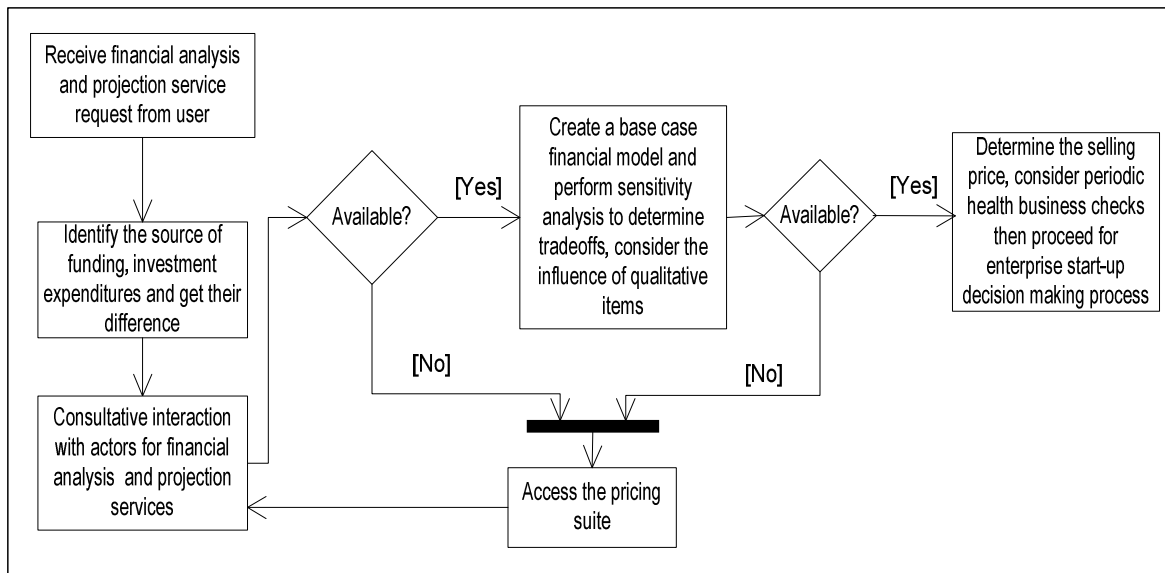 Receive financial analysis
and projection service
request from user
Identify the source of
funding, investment
expenditures and get their
difference
Consultative interaction
with actors for financial
analysis and projection
services
Available?
[Yes]
[No]
Create a base case
financial model and
perform sensitivity
analysis to determine
tradeoffs, consider the
influence of qualitative
items
Available?
[Yes]
[No]
Determine the selling
price, consider periodic
health business checks
then proceed for
enterprise start-up
decision making process
Access the pricing
suite